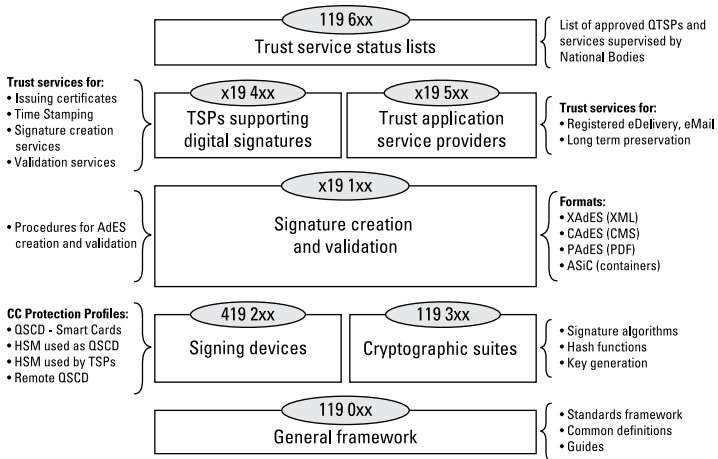 119 6xx
Trust service status lists
List of approved QTSPs and
services supervised by
National Bodies
Trust services for:
• Issuing certificates
• Time Stamping
• Signature creation
services
• Validation services
x19 4xx
TSPs supporting
digital signatures
x19 5xx
Trust application
service providers
Trust services for:
• Registered eDelivery, eMail
• Long term preservation
• Procedures for AdES
creation and validation
x19 1xx
Signature creation
and validation
Formats:
• XAdES (XML)
• CAdES (CMS)
• PAdES (PDF)
• ASiC (containers)
CC Protection Profiles:
• QSCD - Smart Cards
• HSM used as QSCD
• HSM used by TSPs
• Remote QSCD
419 2xx
Signing devices
119 3xx
Cryptographic suites
• Signature algorithms
• Hash functions
• Key generation
119 0xx
General framework
• Standards framework
• Common definitions
• Guides